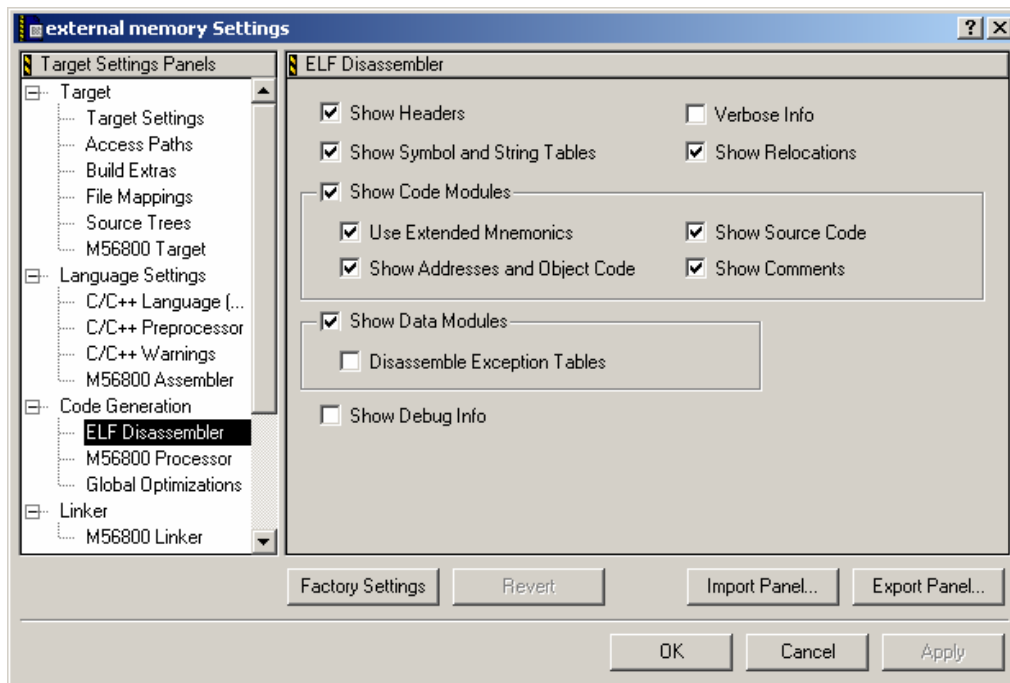 external memory Settings
Target Settings Panels
Target
Target Settings
Access Paths
Build Extras
File Mappings
Source Trees
M56800 Target
Language Settings
C/C++ Language (...
C/C++ Preprocessor
C/C++ Warnings
M56800 Assembler
Code Generation
ELF Disassembler
M56800 Processor
Global Optimizations
Linker
M56800 Linker
ELF Disassembler
Show Headers
Verbose Info
Show Symbol and String Tables
Show Relocations
Show Code Modules
Use Extended Mnemonics
Show Source Code
Show Addresses and Object Code
Show Comments
Show Data Modules
Disassemble Exception Tables
Show Debug Info
Factory Settings
Revert
Import Panel...
Export Panel...
OK
Cancel
Apply